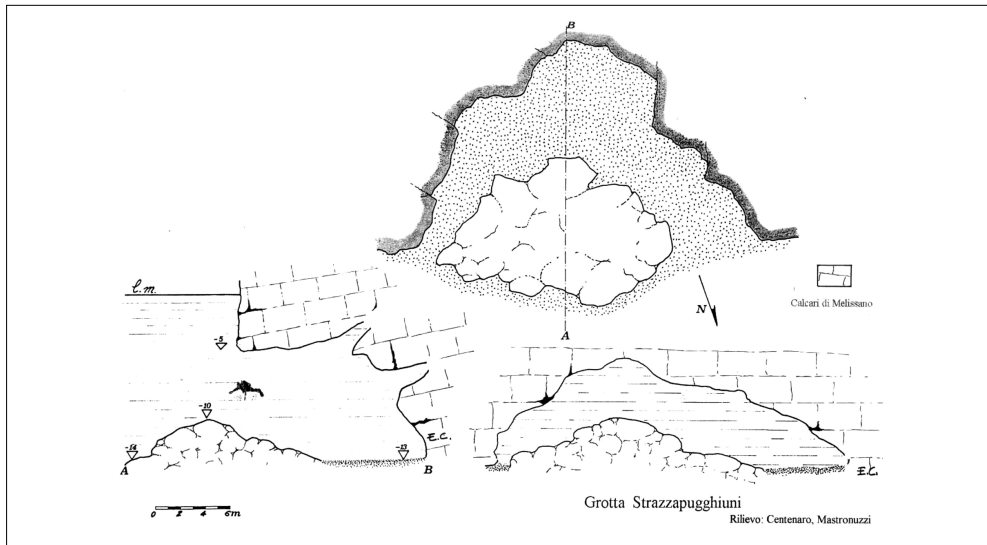 B
l.m.
-5
-10
-14
-13
A
B
E.C.
0 2 4 6m
N
A
Calcari di Melissano
E.C.
Grotta Strazzapugghiuni
Rilievo: Centenaro, Mastronuzzi